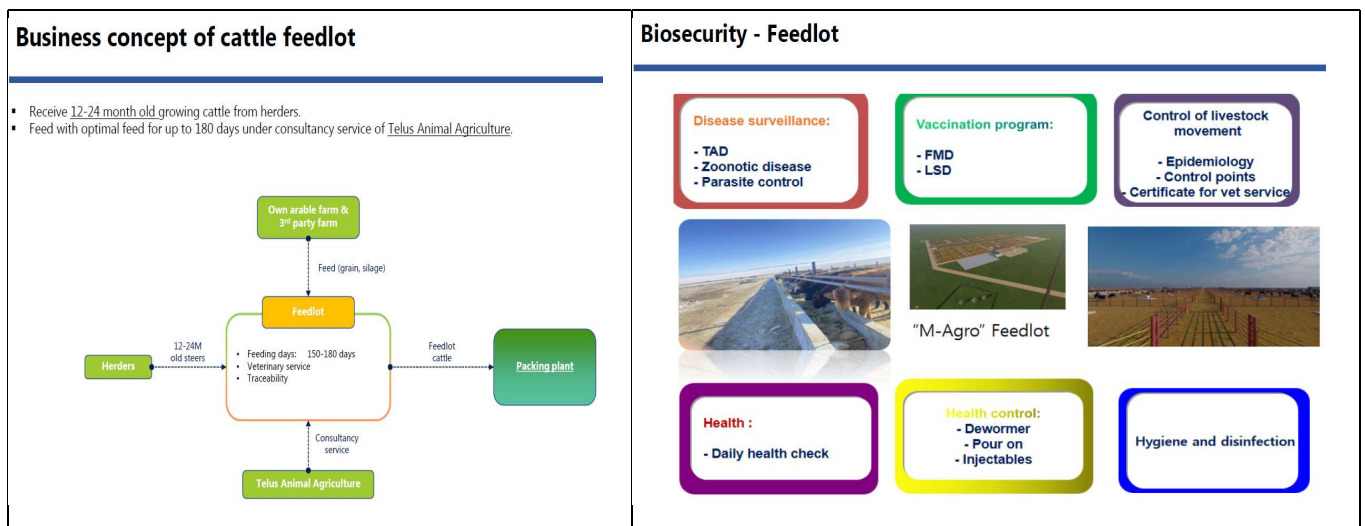 Business concept of cattle feedlot
▪ Receive 12-24 month old growing cattle from herders.
▪ Feed with optimal feed for up to 180 days under consultancy service of Telus Animal Agriculture.
Own arable farm &
3rd party farm
Feed (grain, silage)
Feedlot
12-24M
old steers
Herders
• Feeding days: 150-180 days
• Veterinary service
• Traceability
Feedlot
cattle
Packing plant
Consultancy
service
Telus Animal Agriculture
Biosecurity - Feedlot
Disease surveillance:
- TAD
- Zoonotic disease
- Parasite control
Vaccination program:
- FMD
- LSD
Control of livestock
movement
- Epidemiology
- Control points
- Certificate for vet service
"M-Agro" Feedlot
Health :
- Daily health check
Health control:
- Dewormer
- Pour on
- Injectables
Hygiene and disinfection